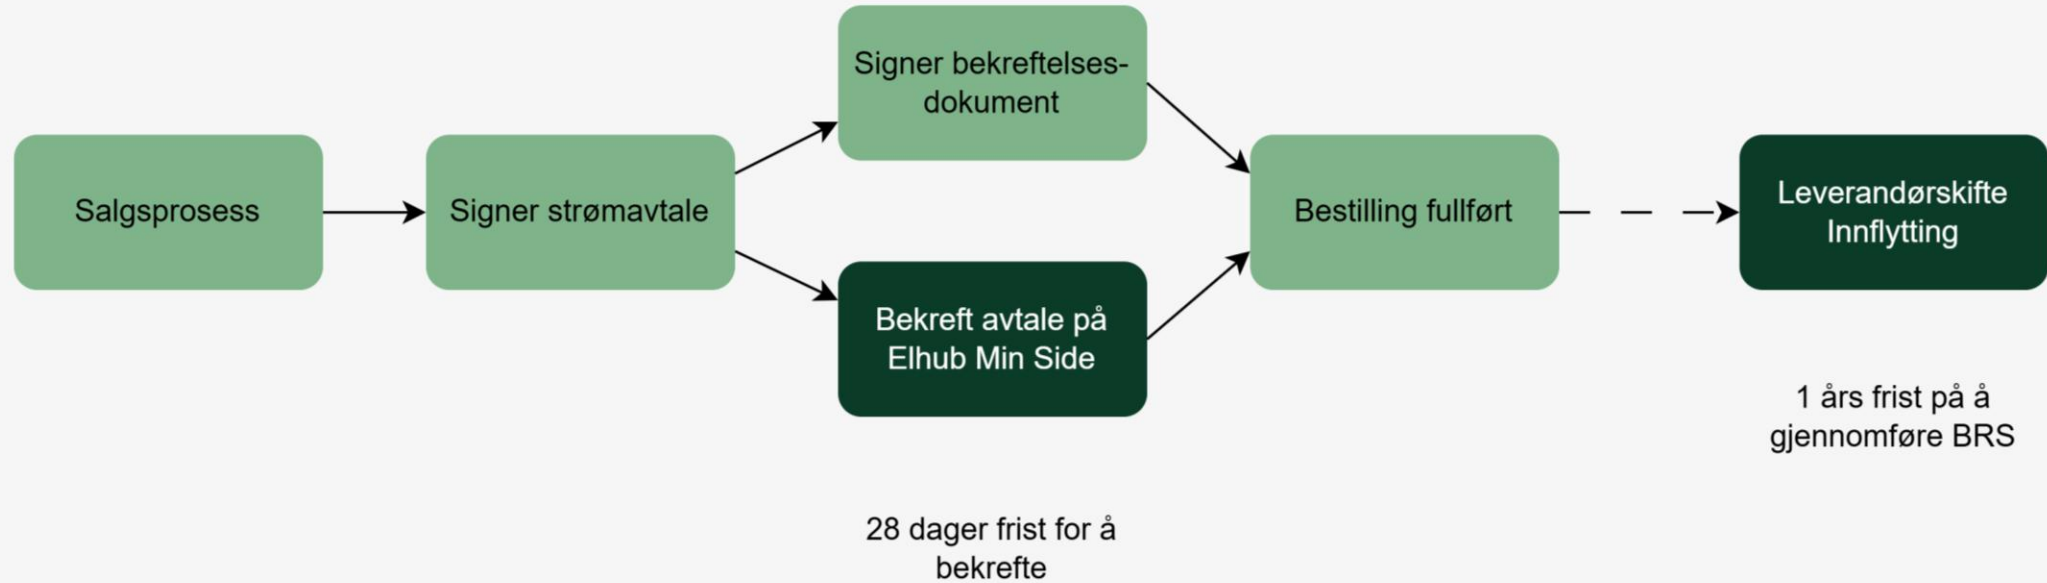 Salgsprosess
Signer strømavtale
Signer bekreftelses-
dokument
Bekreft avtale på
Elhub Min Side
28 dager frist for å
bekrefte
Bestilling fullført
Leverandørskifte
Innflytting
1 års frist på å
gjennomføre BRS